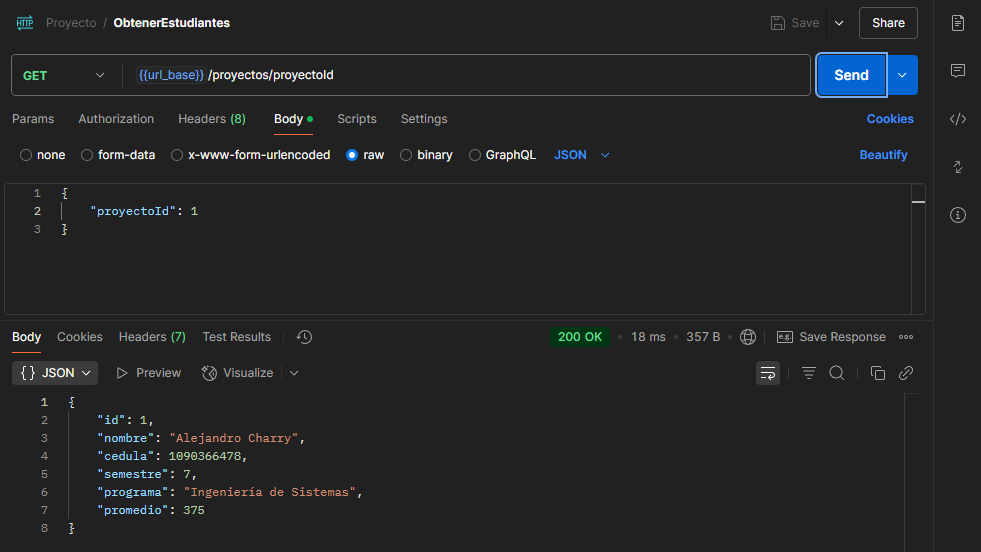 HTTP Proyecto / ObtenerEstudiantes Save Share
GET {{url_base}} /proyectos/proyectoId Send
Params Authorization Headers (8) Body Scripts Settings Cookies
none form-data x-www-form-urlencoded raw binary GraphQL JSON Beautify
1 {
2 "proyectoId": 1
3 }
Body Cookies Headers (7) Test Results 200 OK • 18 ms • 357 B • e.g. Save Response
{} JSON Preview Visualize
1 {
2 "id": 1,
3 "nombre": "Alejandro Charry",
4 "cedula": 1090366478,
5 "semestre": 7,
6 "programa": "Ingeniería de Sistemas",
7 "promedio": 375
8 }